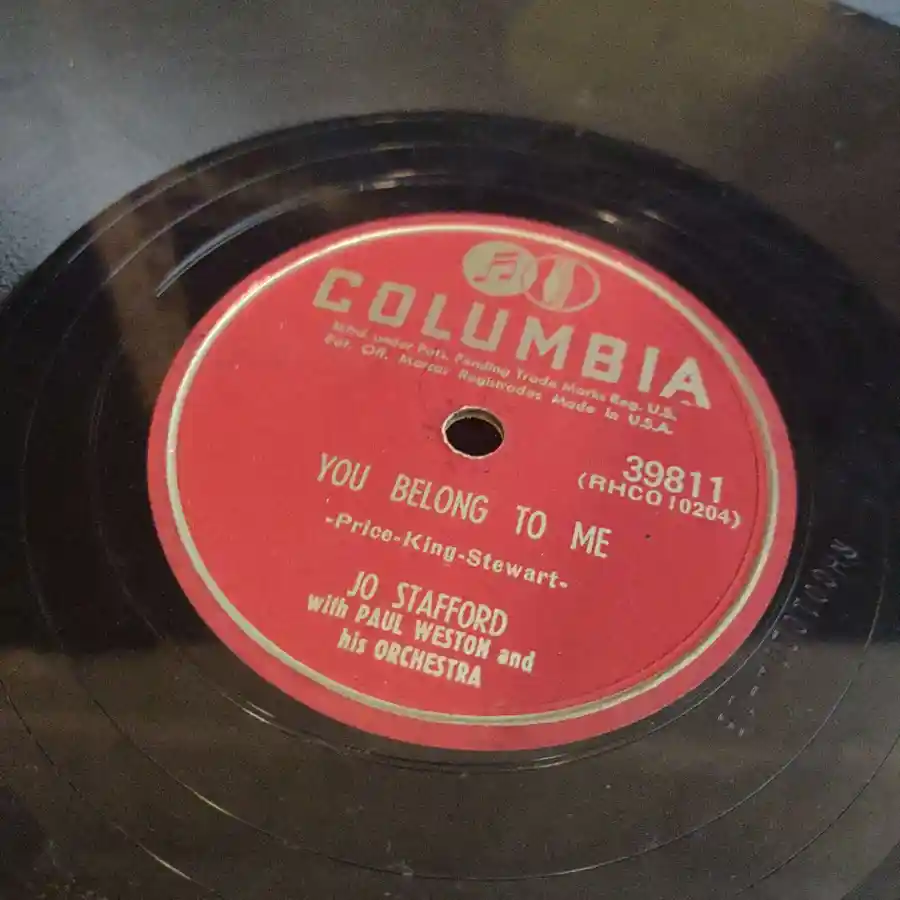 COLUMBIA
Mfrd. under Pats. Pending Trade Marks Reg. U.S.
Pat. Off. Marcas Registradas Made in U.S.A.
39811
(RHCO10204)
YOU BELONG TO ME
-Price-King-Stewart-
JO STAFFORD
with PAUL WESTON and
his ORCHESTRA